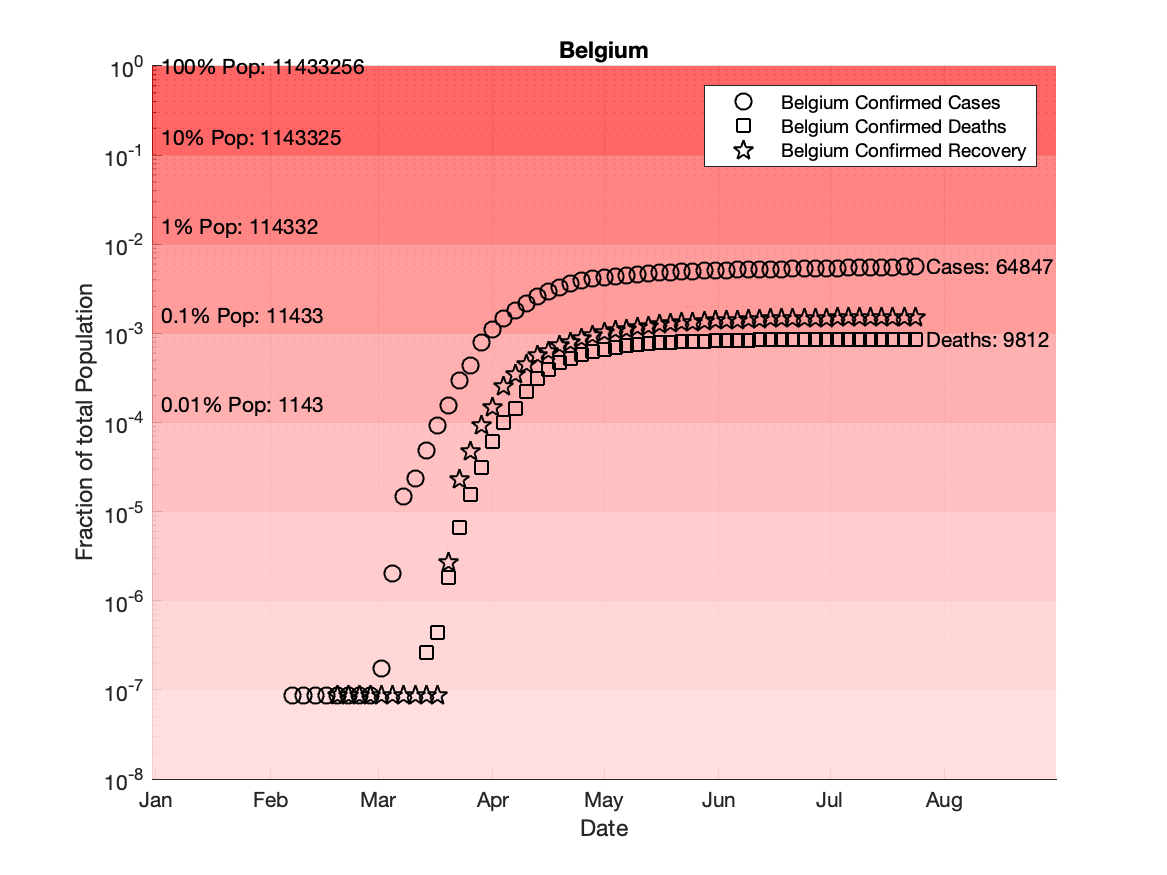 Belgium
10^0
100% Pop: 11433256
Belgium Confirmed Cases
Belgium Confirmed Deaths
10% Pop: 1143325
Belgium Confirmed Recovery
10^-1
1% Pop: 114332
10^-2
Cases: 64847
0.1% Pop: 11433
10^-3
Deaths: 9812
0.01% Pop: 1143
10^-4
Fraction of total Population
10^-5
10^-6
10^-7
10^-8
Jan Feb Mar Apr May Jun Jul Aug
Date